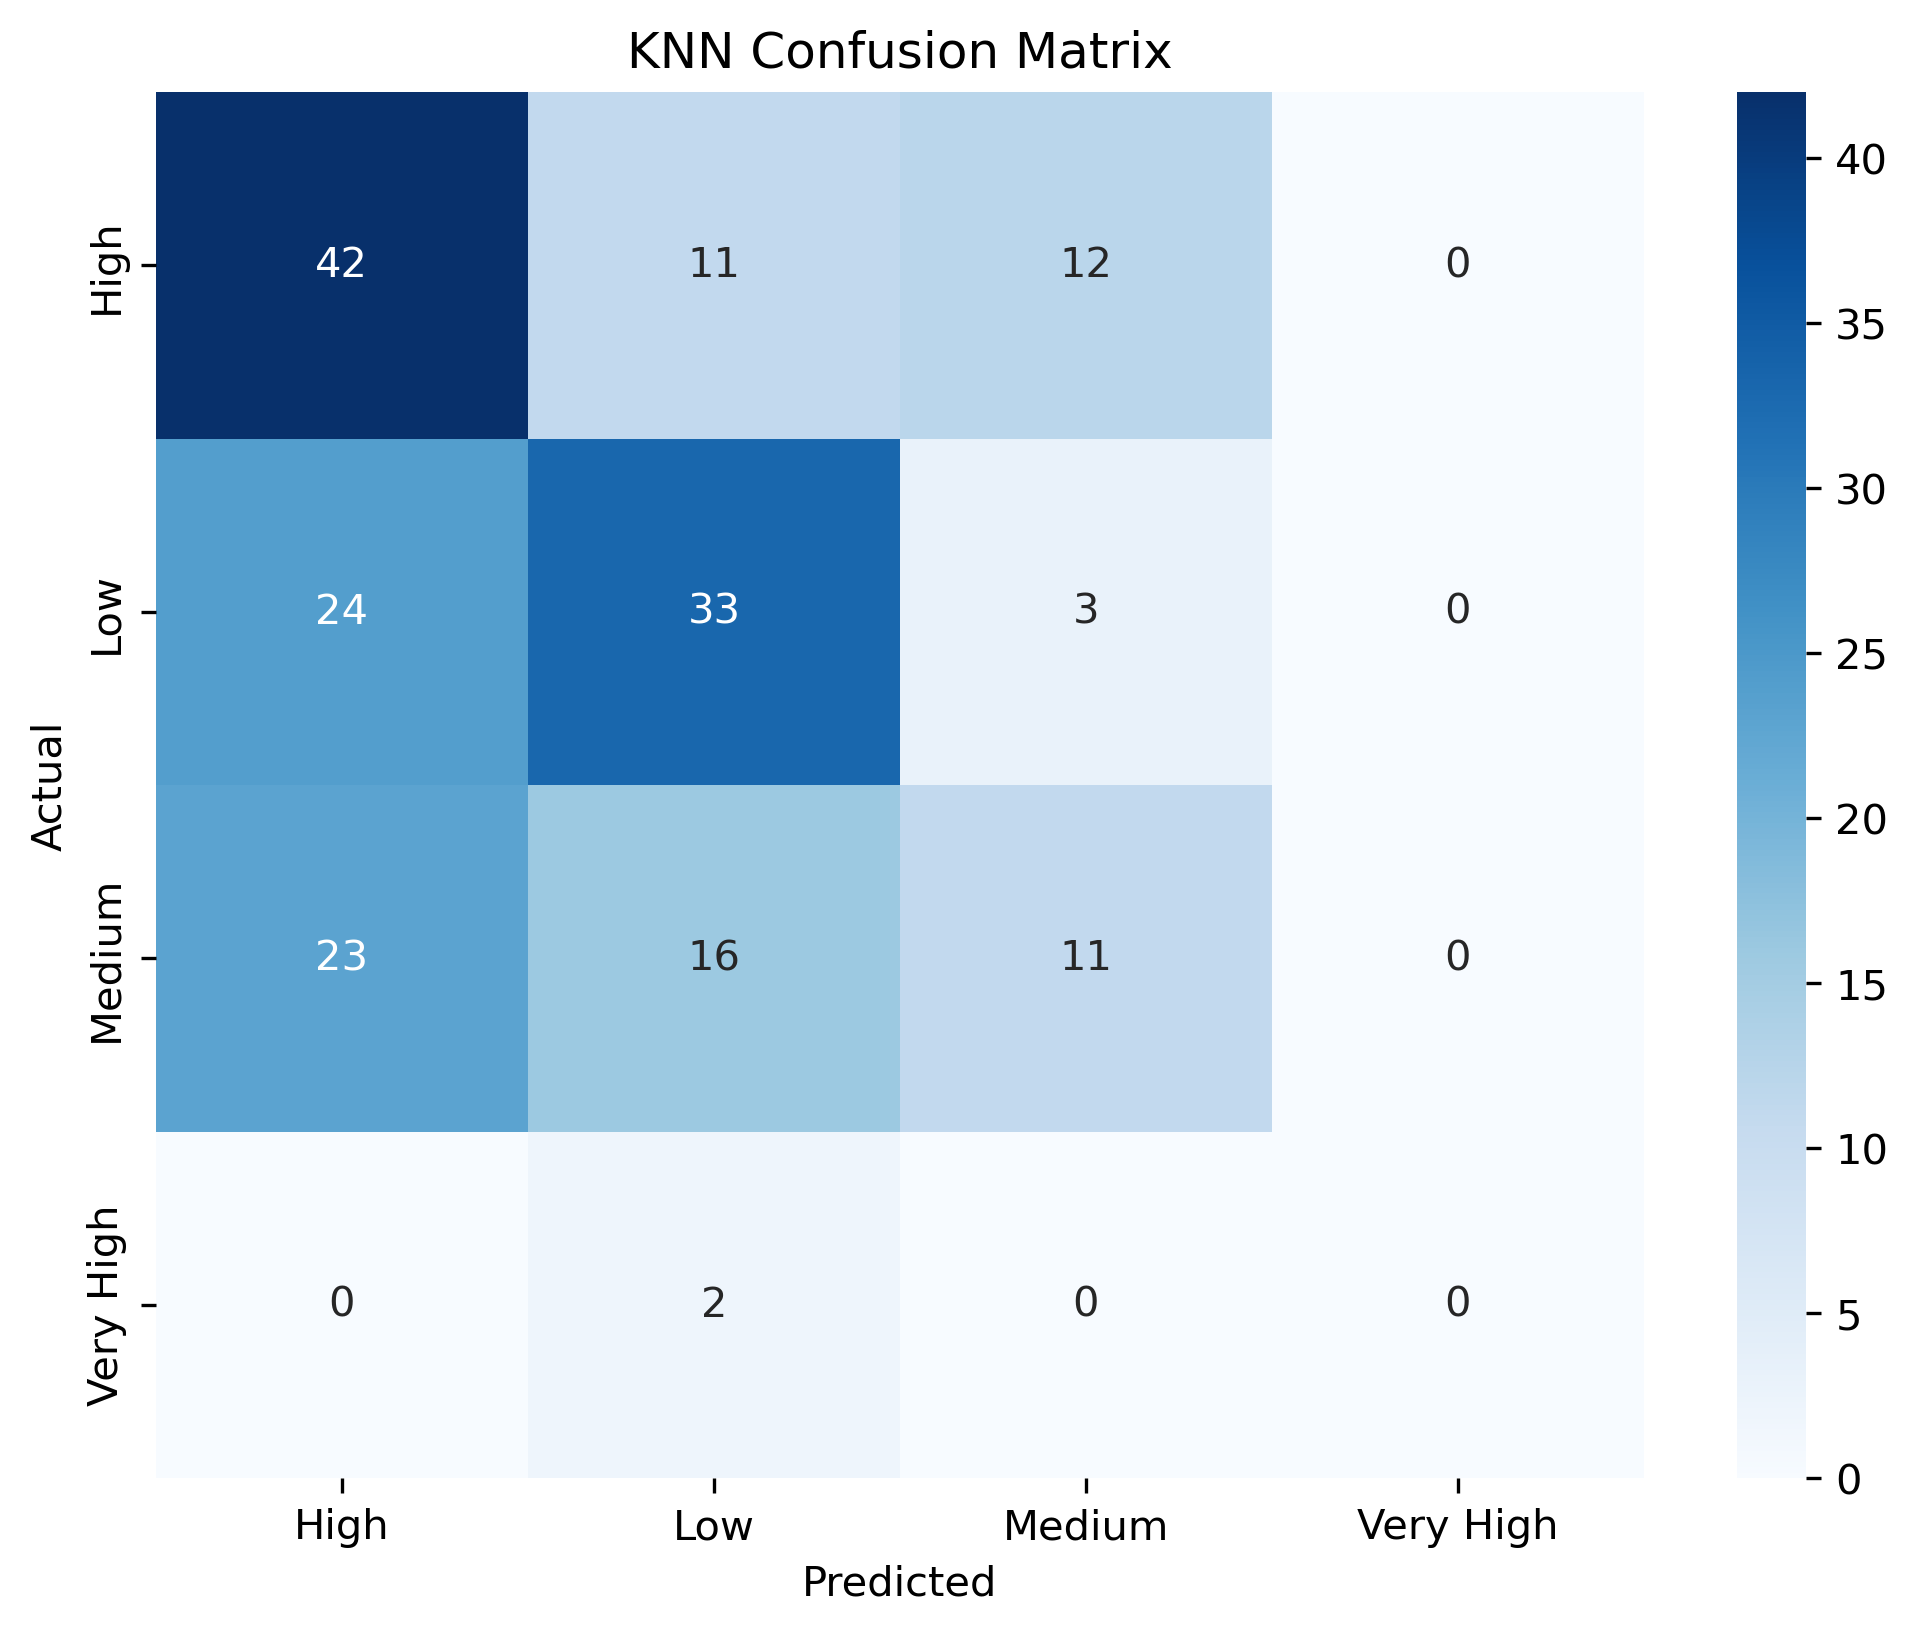 KNN Confusion Matrix
High 42 11 12 0
Low 24 33 3 0
Medium 23 16 11 0
Very High 0 2 0 0
High Low Medium Very High
Predicted
Actual
40
35
30
25
20
15
10
5
0